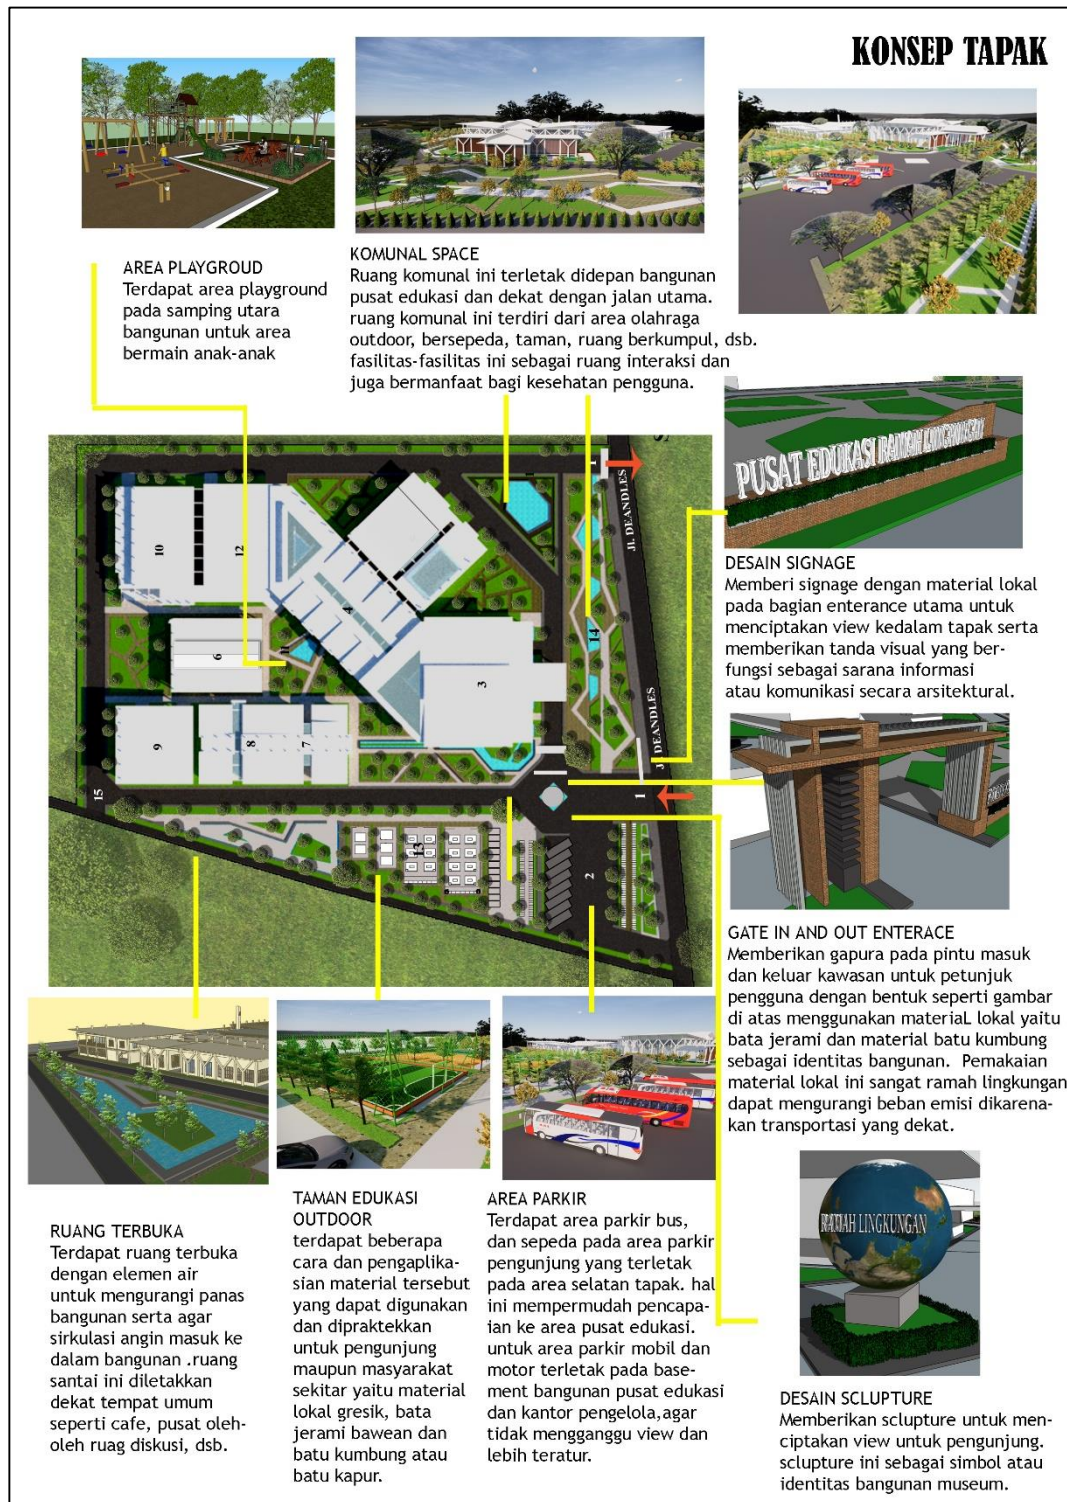 KONSEP TAPAK
AREA PLAYGROUD
Terdapat area playground
pada samping utara
bangunan untuk area
bermain anak-anak
KOMUNAL SPACE
Ruang komunal ini terletak didepan bangunan
pusat edukasi dan dekat dengan jalan utama.
ruang komunal ini terdiri dari area olahraga
outdoor, bersepeda, taman, ruang berkumpul, dsb.
fasilitas-fasilitas ini sebagai ruang interaksi dan
juga bermanfaat bagi kesehatan pengguna.
PUSAT EDUKASI RAMAH LINGKUNGAN
DESAIN SIGNAGE
Memberi signage dengan material lokal
pada bagian enterance utama untuk
menciptakan view kedalam tapak serta
memberikan tanda visual yang ber-
fungsi sebagai sarana informasi
atau komunikasi secara arsitektural.
1
JL. DEANDLES
10
12
4
14
6
11
3
9
8
7
JL. DEANDLES
15
1
13
2
GATE IN AND OUT ENTERACE
Memberikan gapura pada pintu masuk
dan keluar kawasan untuk petunjuk
pengguna dengan bentuk seperti gambar
di atas menggunakan materiaL lokal yaitu
bata jerami dan material batu kumbung
sebagai identitas bangunan. Pemakaian
material lokal ini sangat ramah lingkungan
dapat mengurangi beban emisi dikarena-
kan transportasi yang dekat.
RUANG TERBUKA
Terdapat ruang terbuka
dengan elemen air
untuk mengurangi panas
bangunan serta agar
sirkulasi angin masuk ke
dalam bangunan .ruang
santai ini diletakkan
dekat tempat umum
seperti cafe, pusat oleh-
oleh ruag diskusi, dsb.
TAMAN EDUKASI
OUTDOOR
terdapat beberapa
cara dan pengaplika-
sian material tersebut
yang dapat digunakan
dan dipraktekkan
untuk pengunjung
maupun masyarakat
sekitar yaitu material
lokal gresik, bata
jerami bawean dan
batu kumbung atau
batu kapur.
AREA PARKIR
Terdapat area parkir bus,
dan sepeda pada area parkir
pengunjung yang terletak
pada area selatan tapak. hal
ini mempermudah pencapa-
ian ke area pusat edukasi.
untuk area parkir mobil dan
motor terletak pada base-
ment bangunan pusat edukasi
dan kantor pengelola,agar
tidak mengganggu view dan
lebih teratur.
RAMAH LINGKUNGAN
DESAIN SCLUPTURE
Memberikan sclupture untuk men-
ciptakan view untuk pengunjung.
sclupture ini sebagai simbol atau
identitas bangunan museum.